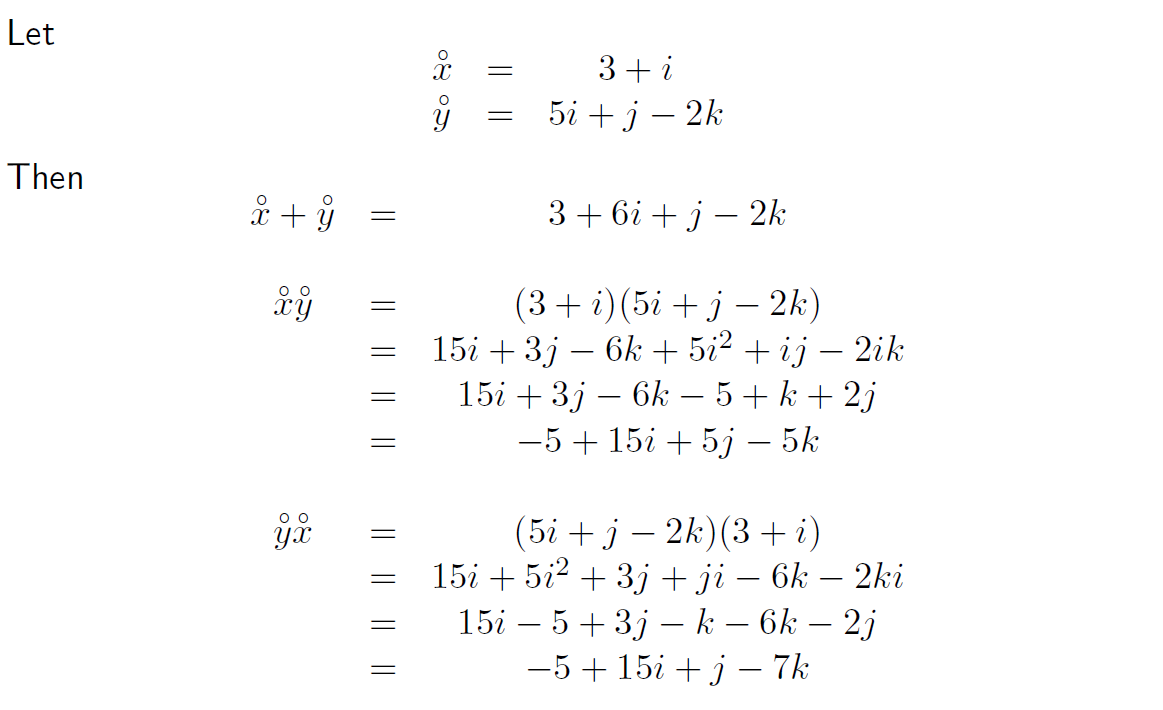 Let
x̊ = 3 + i
ẙ = 5i + j − 2k
Then
x̊ + ẙ = 3 + 6i + j − 2k
x̊ẙ = (3 + i)(5i + j − 2k)
= 15i + 3j − 6k + 5i² + ij − 2ik
= 15i + 3j − 6k − 5 + k + 2j
= −5 + 15i + 5j − 5k
ẙx̊ = (5i + j − 2k)(3 + i)
= 15i + 5i² + 3j + ji − 6k − 2ki
= 15i − 5 + 3j − k − 6k − 2j
= −5 + 15i + j − 7k